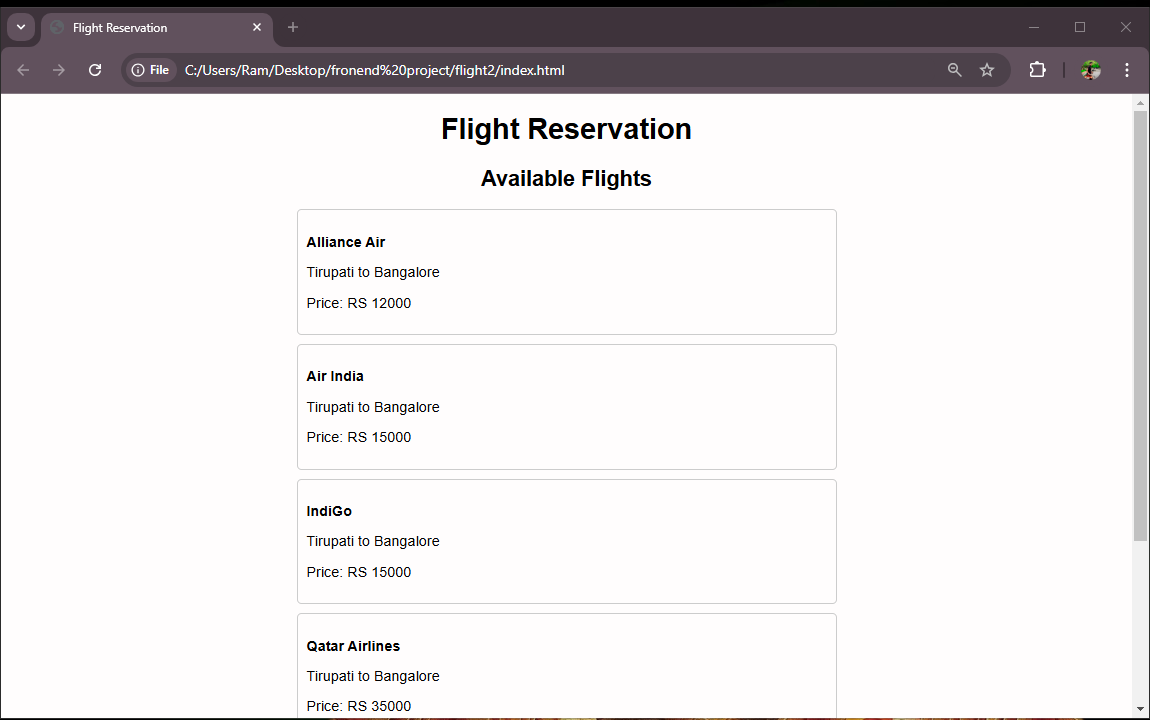 Flight Reservation
File
C:/Users/Ram/Desktop/fronend%20project/flight2/index.html
Flight Reservation
Available Flights
Alliance Air
Tirupati to Bangalore
Price: RS 12000
Air India
Tirupati to Bangalore
Price: RS 15000
IndiGo
Tirupati to Bangalore
Price: RS 15000
Qatar Airlines
Tirupati to Bangalore
Price: RS 35000